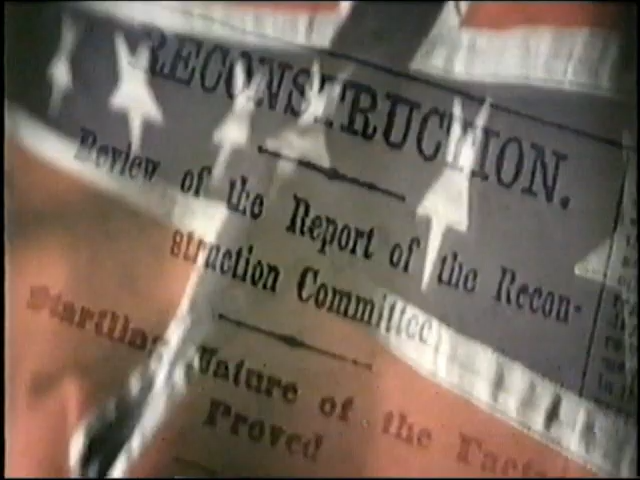 RECONSTRUCTION.
Review of the Report of the Recon-
struction Committee
Startling Nature of the Facts
Proved